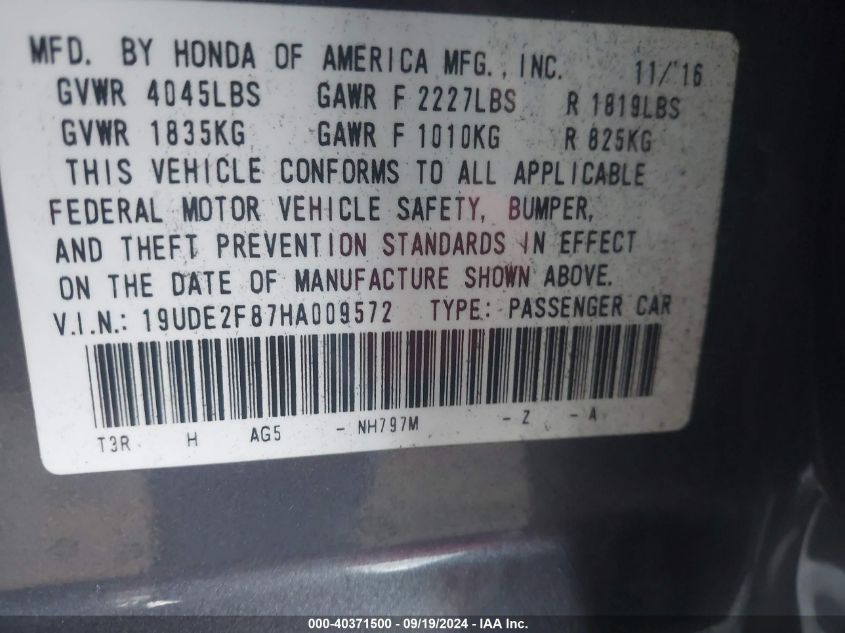 MFD. BY HONDA OF AMERICA MFG., INC. 11/'16
GVWR 4045LBS GAWR F 2227LBS R 1819LBS
GVWR 1835KG GAWR F 1010KG R 825KG
THIS VEHICLE CONFORMS TO ALL APPLICABLE
FEDERAL MOTOR VEHICLE SAFETY, BUMPER,
AND THEFT PREVENTION STANDARDS IN EFFECT
ON THE DATE OF MANUFACTURE SHOWN ABOVE.
V.I.N.: 19UDE2F87HA009572 TYPE: PASSENGER CAR
T3R H AG5 - NH797M - Z - A
000-40371500 - 09/19/2024 - IAA Inc.